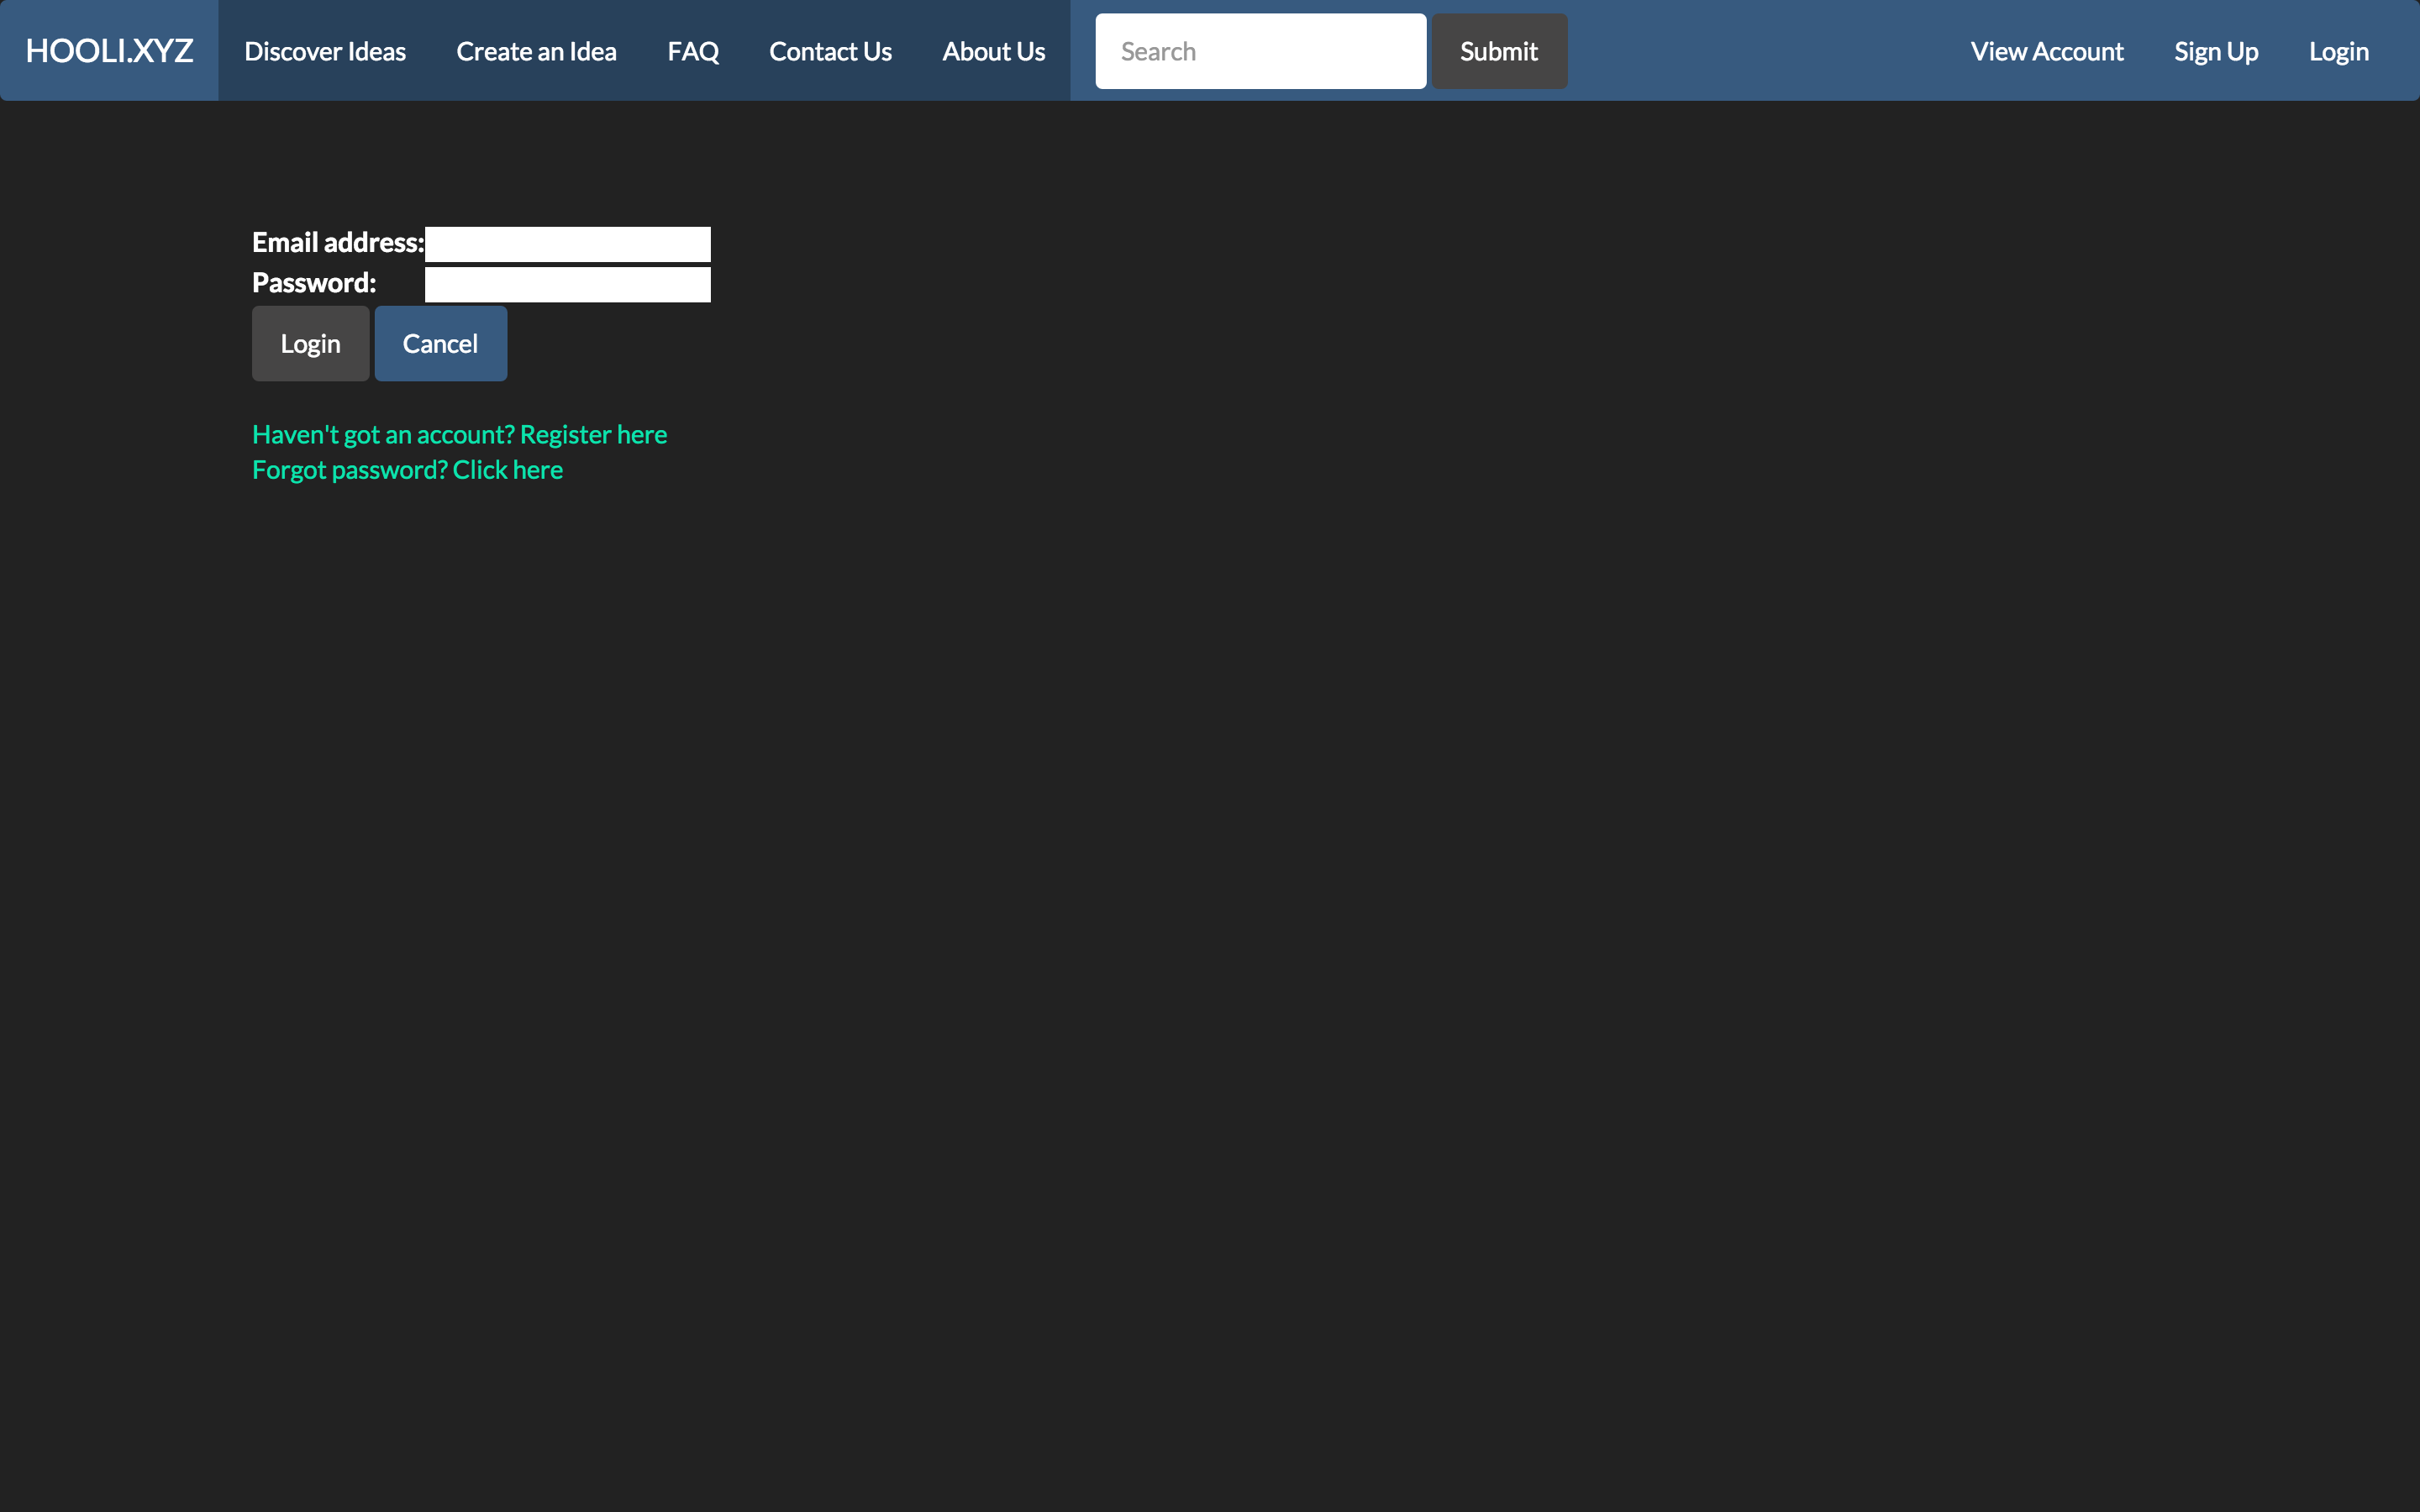 HOOLI.XYZ Discover Ideas Create an Idea FAQ Contact Us About Us Search Submit View Account Sign Up Login
Email address:
Password:
Login Cancel
Haven't got an account? Register here
Forgot password? Click here